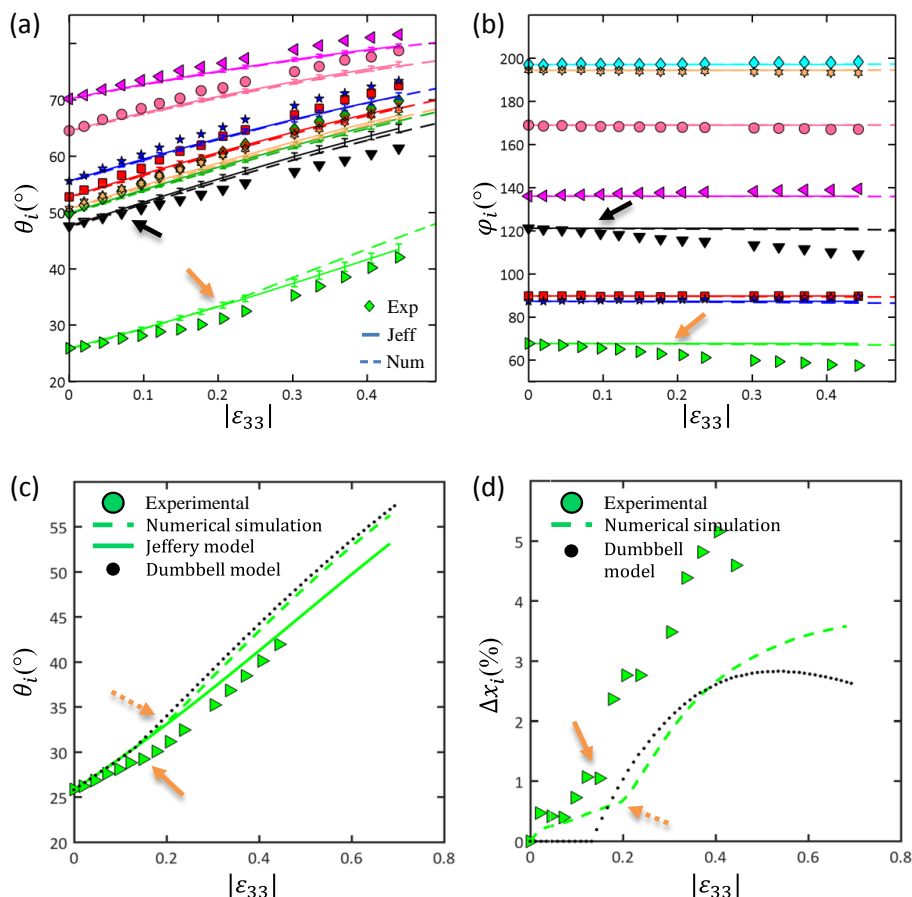 (a)
θᵢ(°)
70
60
50
40
30
20
0
0.1
0.2
0.3
0.4
|ε₃₃|
Exp
Jeff
Num
(b)
φᵢ(°)
200
180
160
140
120
100
80
60
0
0.1
0.2
0.3
0.4
|ε₃₃|
(c)
θᵢ(°)
55
50
45
40
35
30
25
20
0
0.2
0.4
0.6
0.8
|ε₃₃|
Experimental
Numerical simulation
Jeffery model
Dumbbell model
(d)
Δxᵢ(%)
5
4
3
2
1
0
0
0.2
0.4
0.6
0.8
|ε₃₃|
Experimental
Numerical simulation
Dumbbell
model